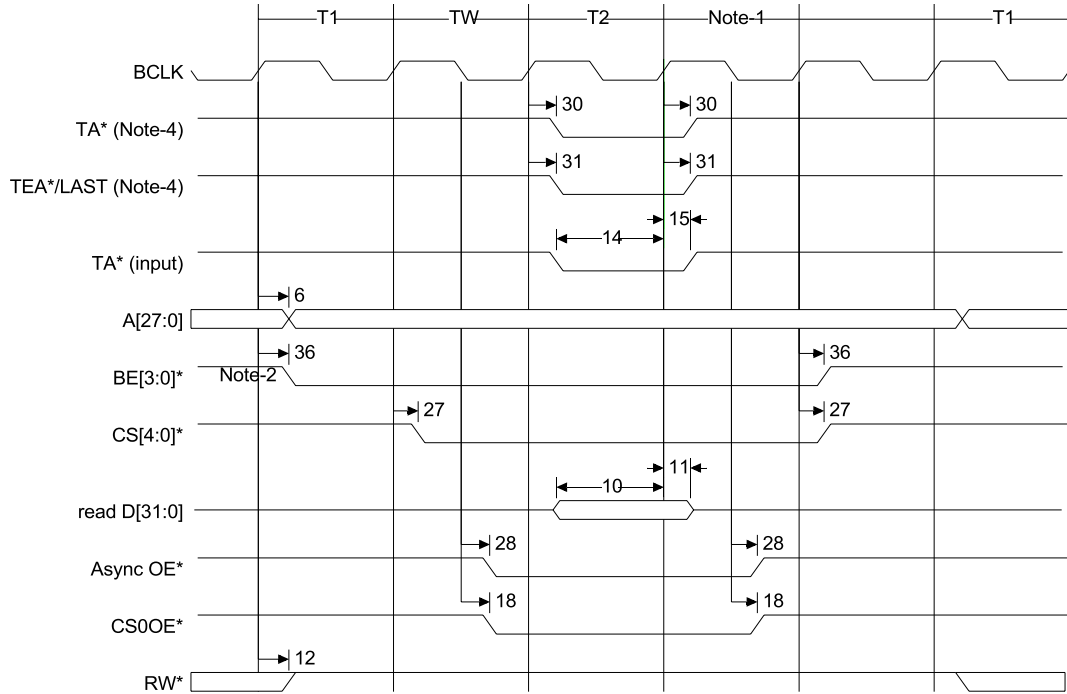 T1 TW T2 Note-1 T1
BCLK
30 30
TA* (Note-4)
31 31
TEA*/LAST (Note-4)
15
14
TA* (input)
6
A[27:0]
36 36
Note-2
BE[3:0]*
27 27
CS[4:0]*
11
10
read D[31:0]
28 28
Async OE*
18 18
CS0OE*
12
RW*